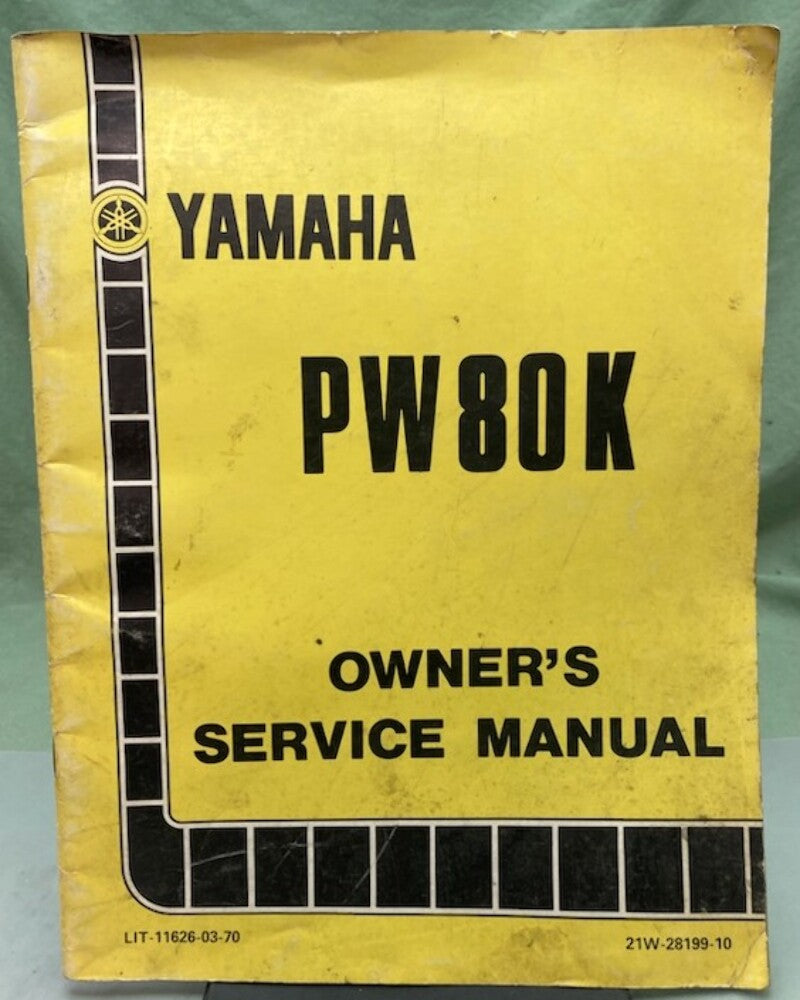 YAMAHA
PW80K
OWNER'S
SERVICE MANUAL
LIT-11626-03-70
21W-28199-10